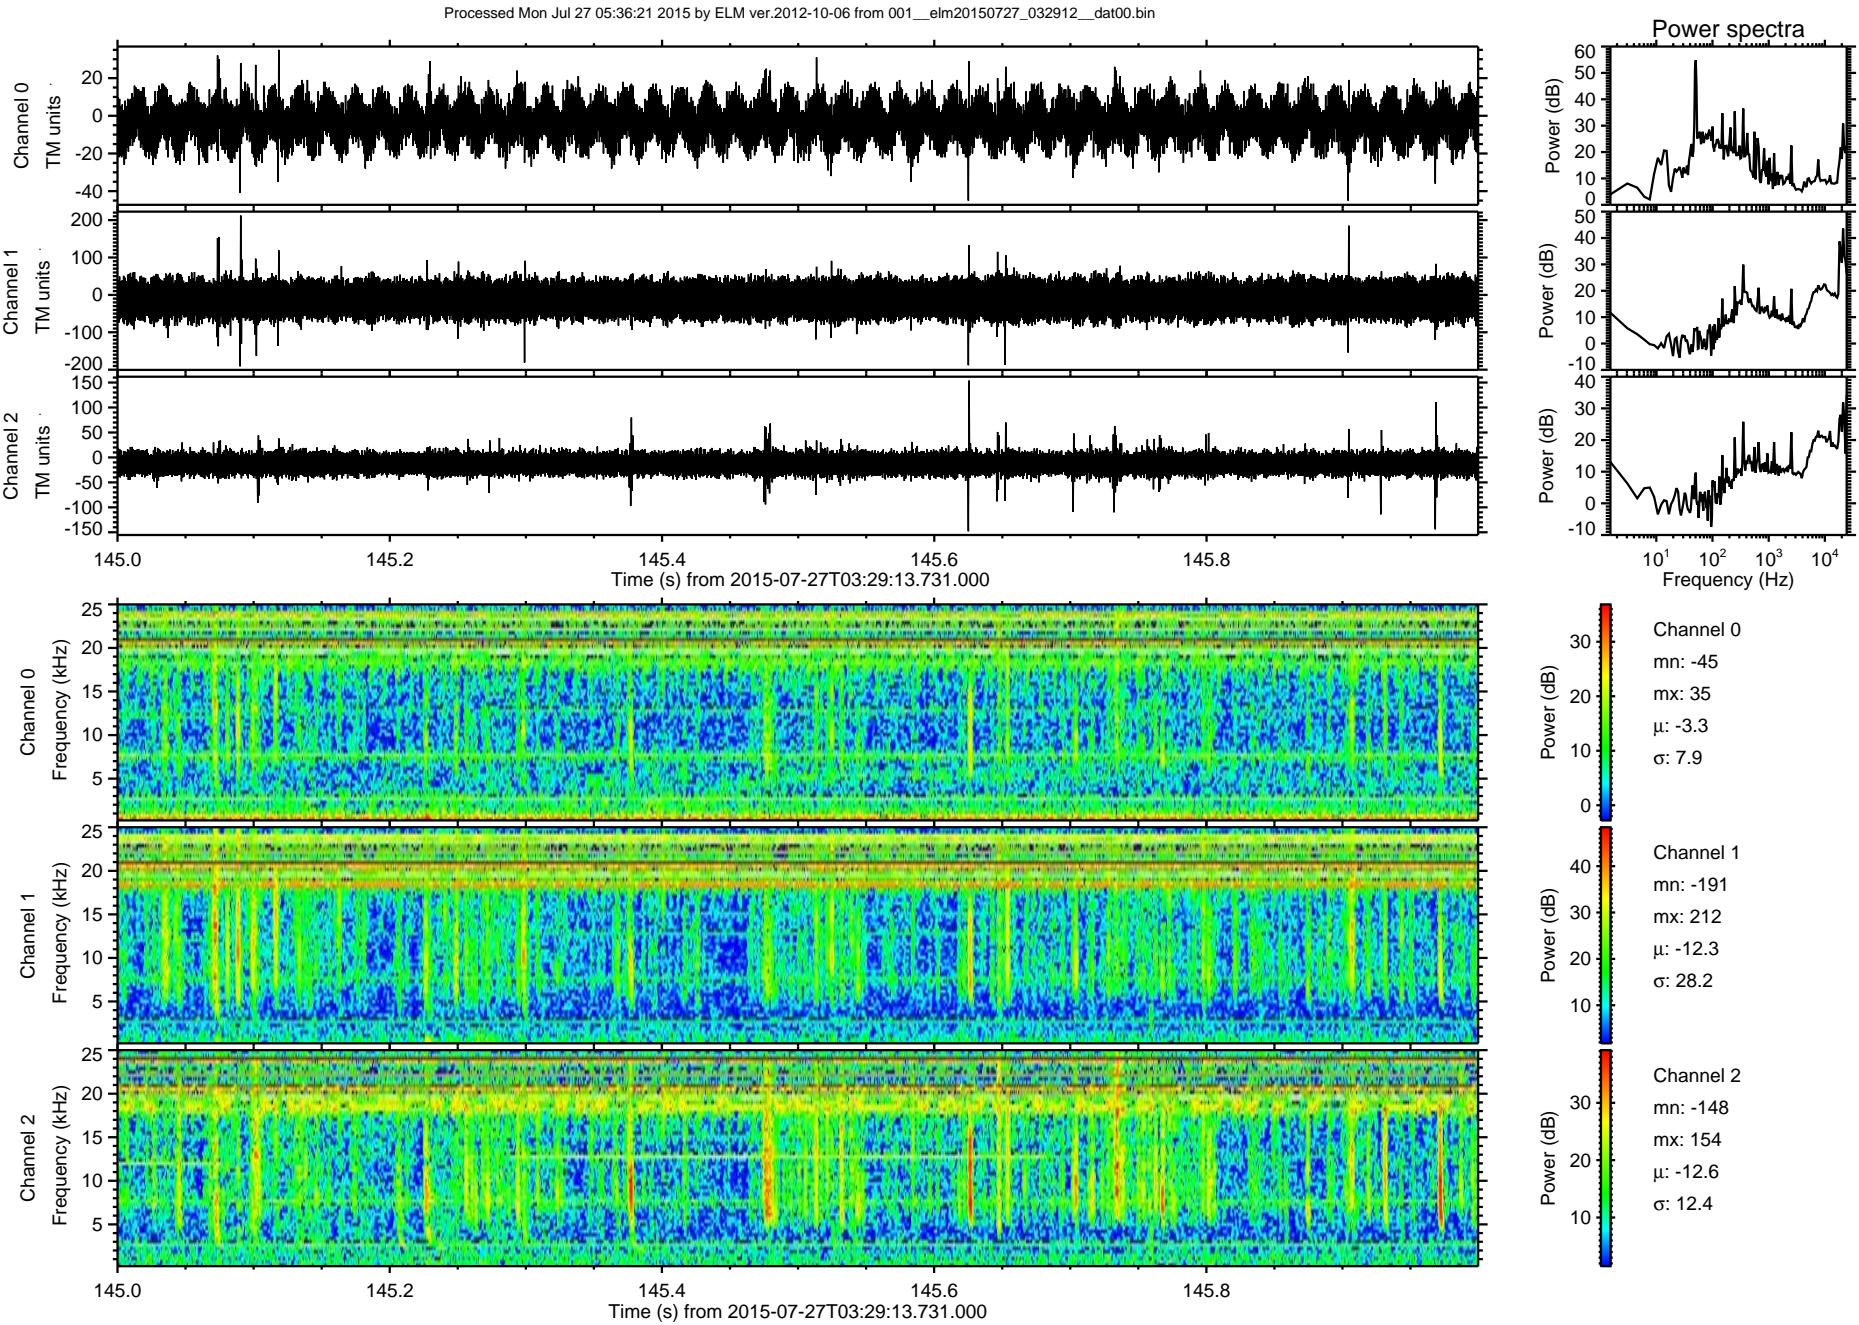 Processed Mon Jul 27 05:36:21 2015 by ELM ver.2012-10-06 from 001__elm20150727_032912__dat00.bin
Power spectra
Channel 0
TM units
20
0
-20
-40
Power (dB)
60
50
40
30
20
10
0
Channel 1
TM units
200
100
0
-100
-200
Power (dB)
50
40
30
20
10
0
-10
Channel 2
TM units
150
100
50
0
-50
-100
-150
Power (dB)
40
30
20
10
0
-10
145.0 145.2 145.4 145.6 145.8
Time (s) from 2015-07-27T03:29:13.731.000
10¹ 10² 10³ 10⁴
Frequency (Hz)
Channel 0
Frequency (kHz)
25
20
15
10
5
Power (dB)
30
20
10
0
Channel 0
mn: -45
mx: 35
μ: -3.3
σ: 7.9
Channel 1
Frequency (kHz)
25
20
15
10
5
Power (dB)
40
30
20
10
Channel 1
mn: -191
mx: 212
μ: -12.3
σ: 28.2
Channel 2
Frequency (kHz)
25
20
15
10
5
Power (dB)
30
20
10
Channel 2
mn: -148
mx: 154
μ: -12.6
σ: 12.4
145.0 145.2 145.4 145.6 145.8
Time (s) from 2015-07-27T03:29:13.731.000